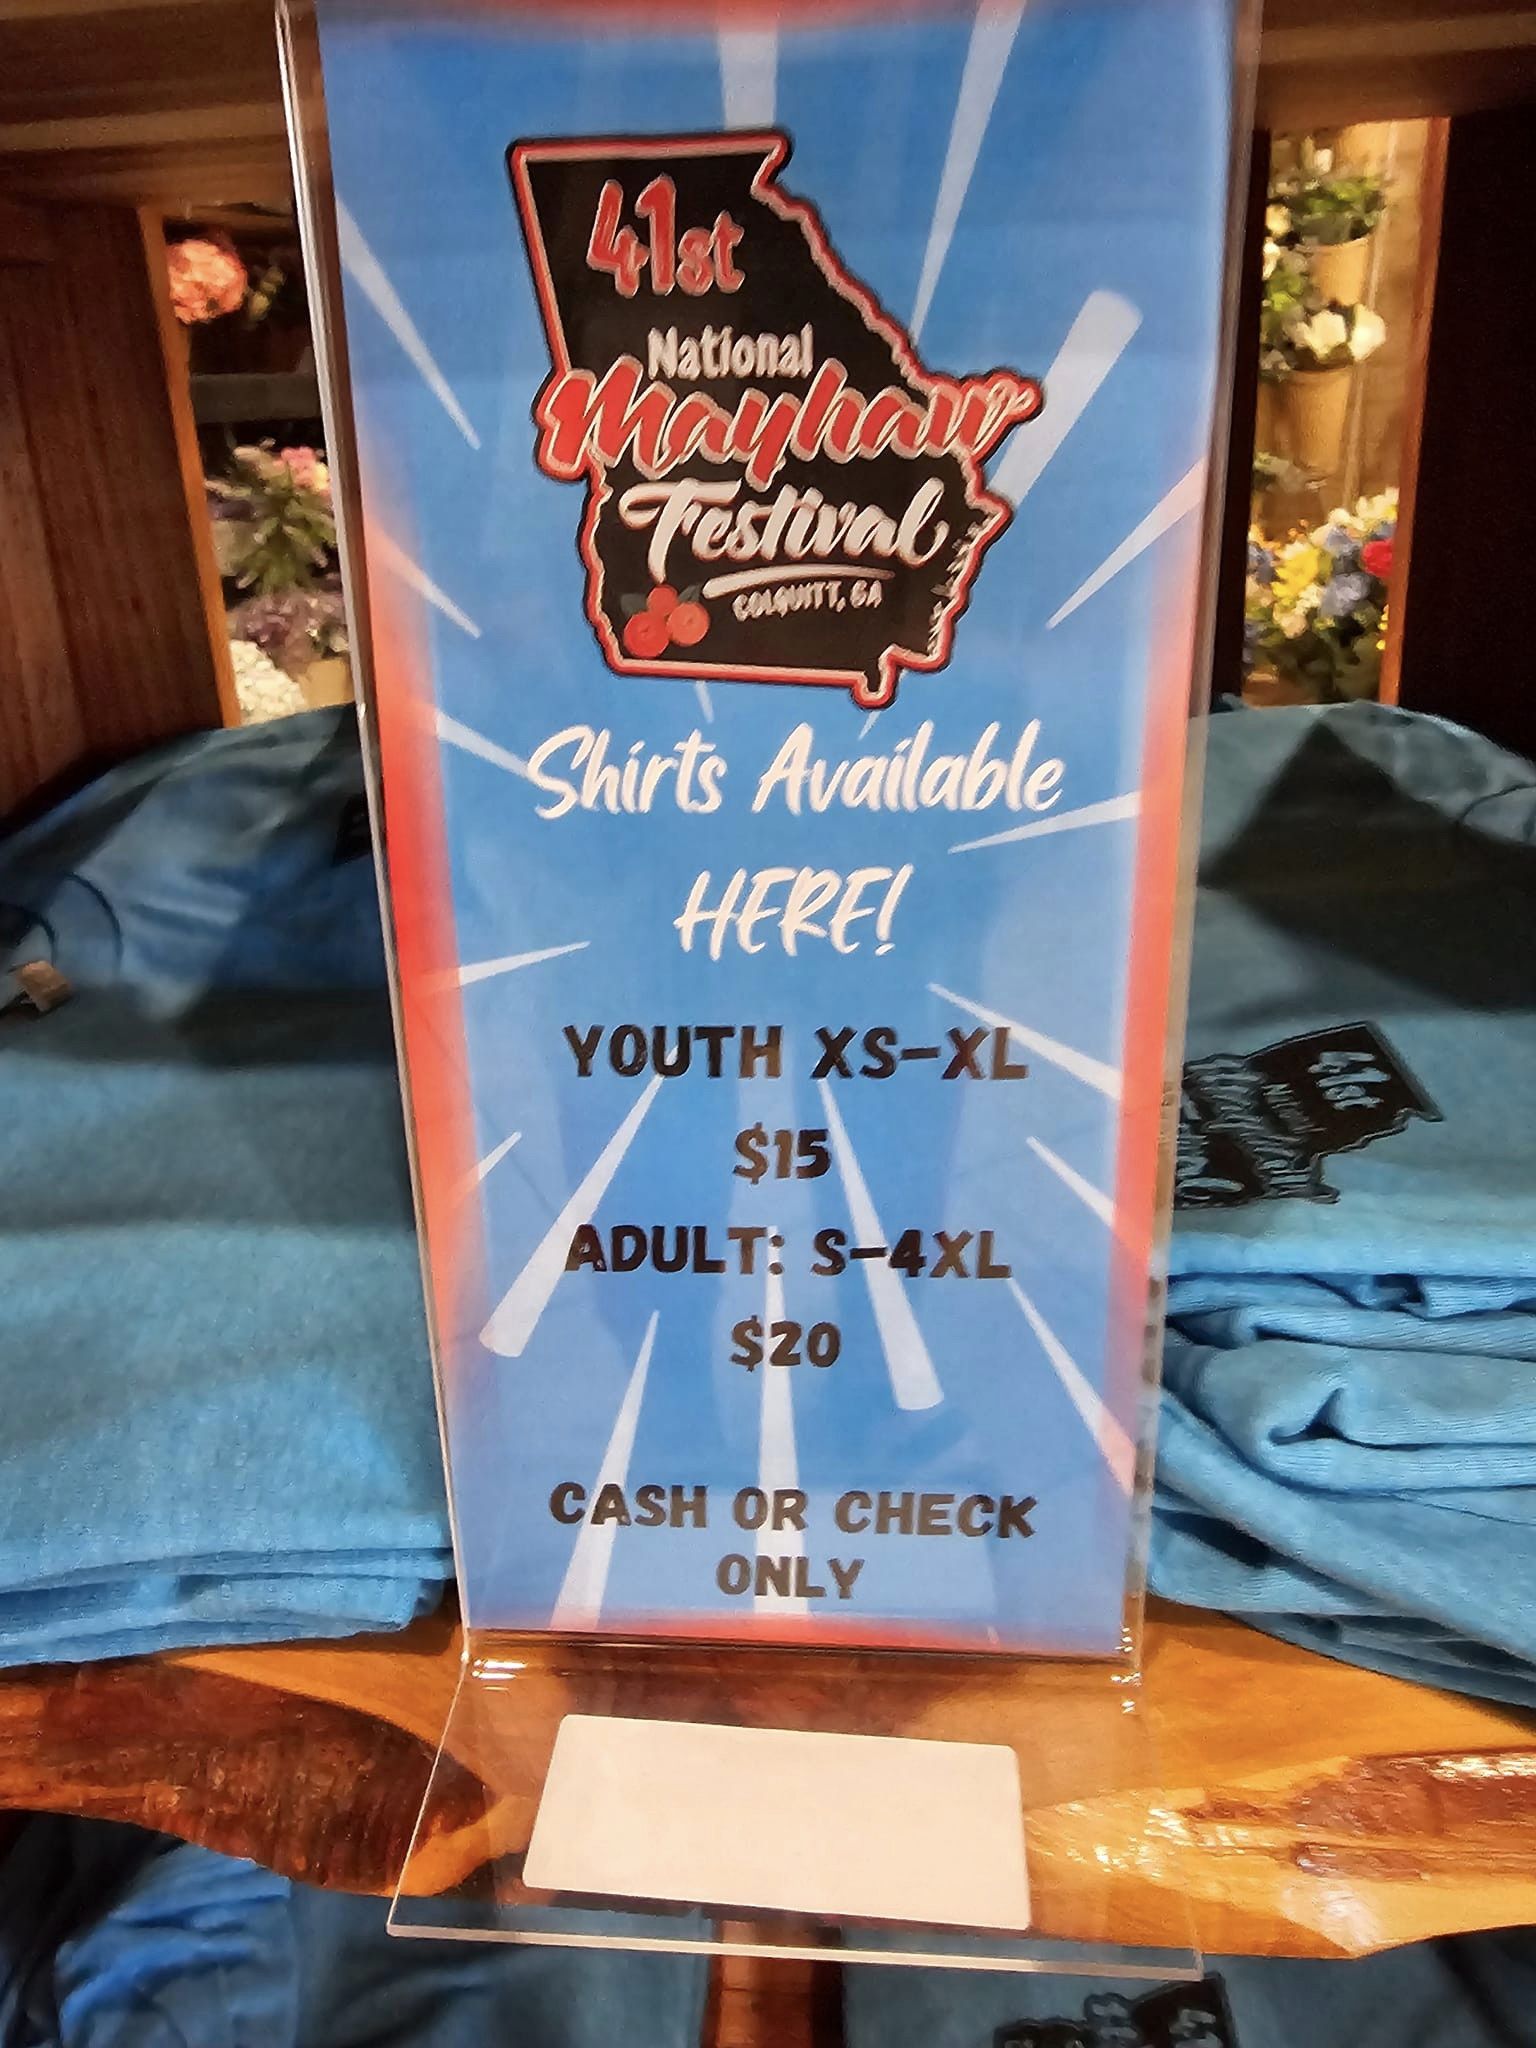 41st
National
Mayhaw
Festival
COLQUITT, GA
Shirts Available
HERE!
YOUTH XS-XL
$15
ADULT: S-4XL
$20
CASH OR CHECK
ONLY
41st